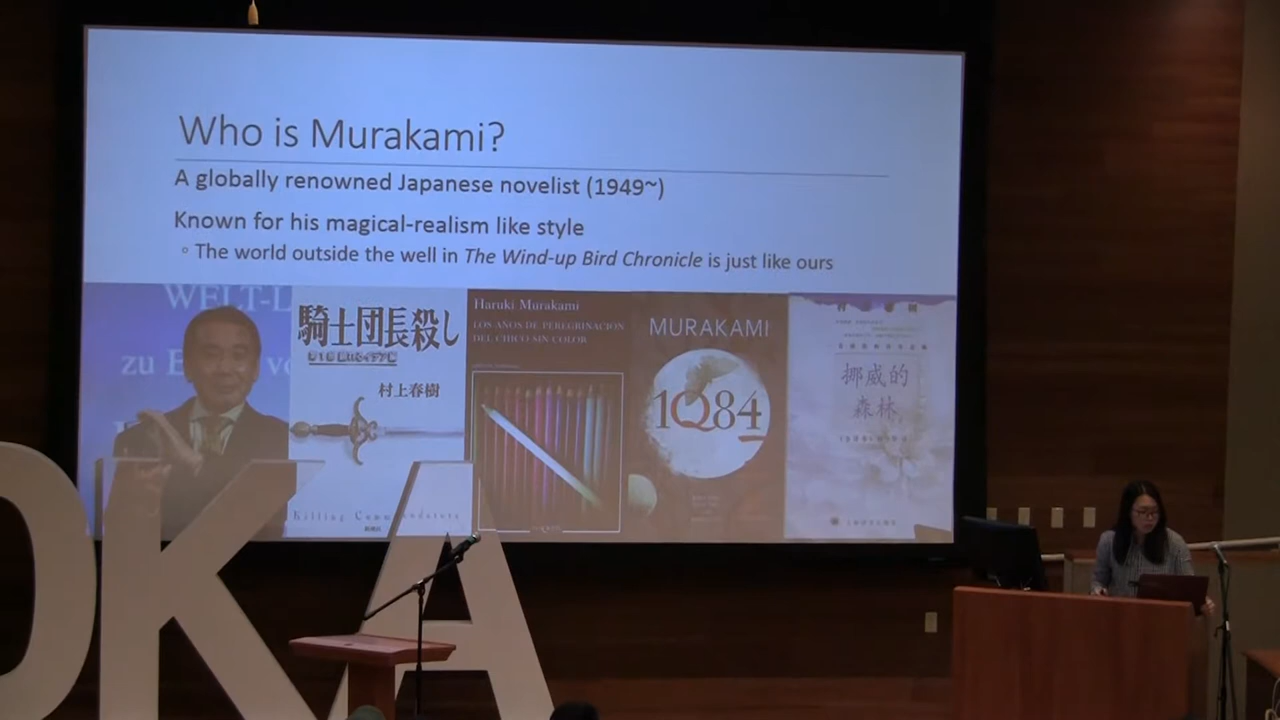 Who is Murakami?
A globally renowned Japanese novelist (1949~)
Known for his magical-realism like style
° The world outside the well in The Wind-up Bird Chronicle is just like ours
WELT-L
zu E
騎士団長殺し
村上春樹
Killing Commendatore
Haruki Murakami
LOS AÑOS DE PEREGRINACIÓN
DEL CHICO SIN COLOR
MURAKAMI
1Q84
挪威的
森林
KA